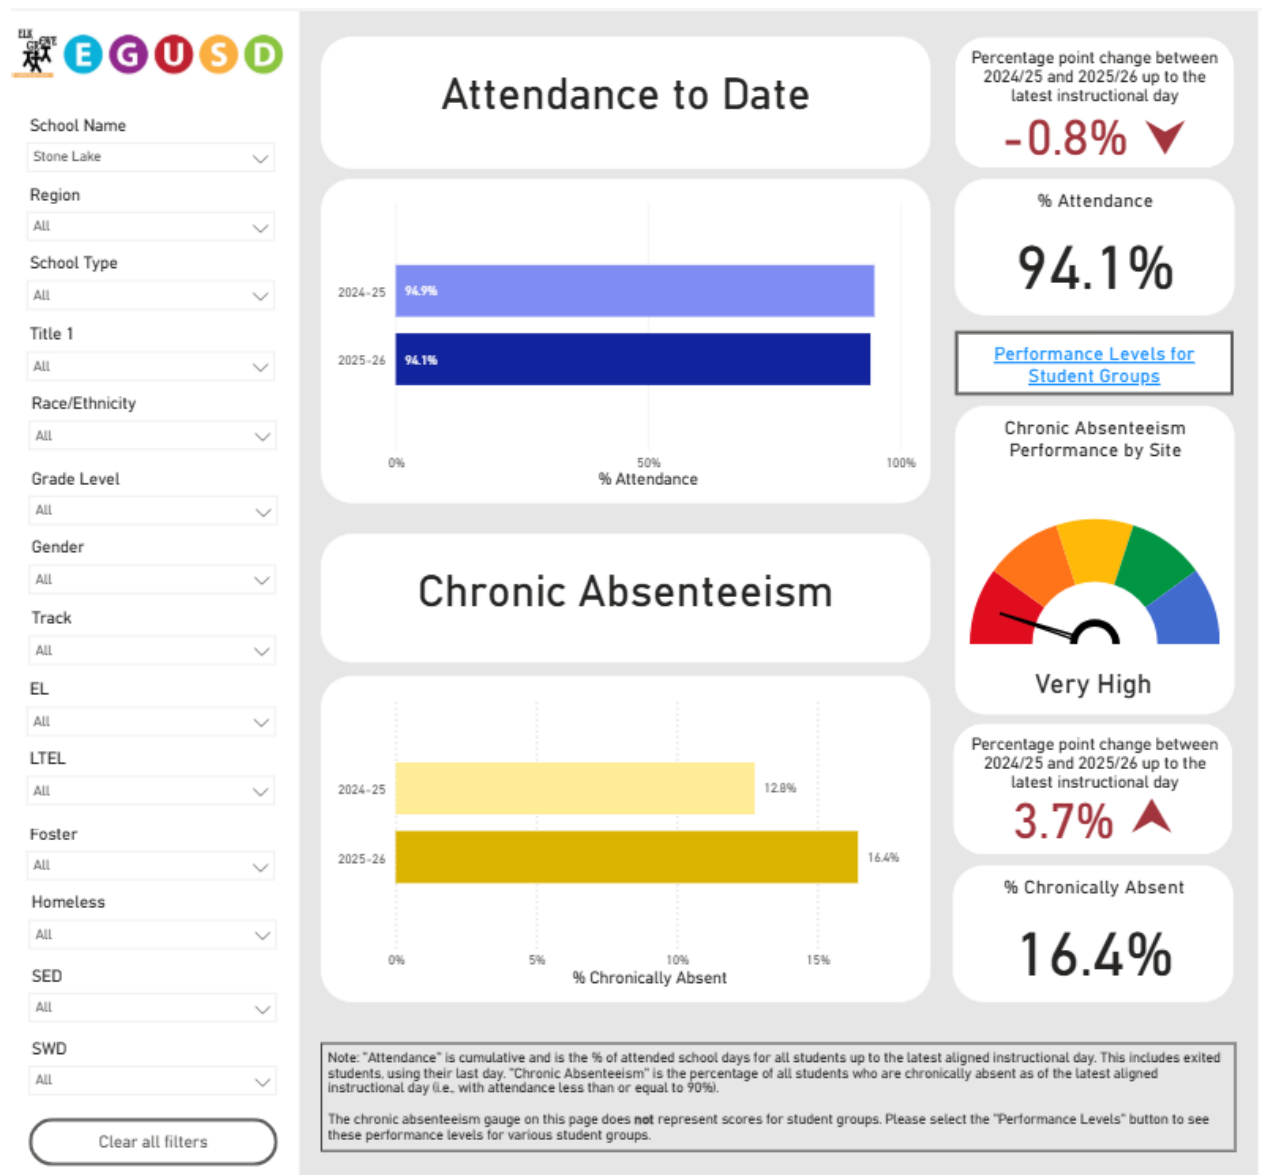 ELK
GROVE
EGUSD
School Name
Stone Lake
Region
All
School Type
All
Title 1
All
Race/Ethnicity
All
Grade Level
All
Gender
All
Track
All
EL
All
LTEL
All
Foster
All
Homeless
All
SED
All
SWD
All
Clear all filters
Attendance to Date
2024-25
94.9%
2025-26
94.1%
0%
50%
100%
% Attendance
Chronic Absenteeism
2024-25
12.8%
2025-26
16.4%
0%
5%
10%
15%
% Chronically Absent
Percentage point change between
2024/25 and 2025/26 up to the
latest instructional day
-0.8%
% Attendance
94.1%
Performance Levels for
Student Groups
Chronic Absenteeism
Performance by Site
Very High
Percentage point change between
2024/25 and 2025/26 up to the
latest instructional day
3.7%
% Chronically Absent
16.4%
Note: "Attendance" is cumulative and is the % of attended school days for all students up to the latest aligned instructional day. This includes exited
students, using their last day. "Chronic Absenteeism" is the percentage of all students who are chronically absent as of the latest aligned
instructional day (i.e., with attendance less than or equal to 90%).
The chronic absenteeism gauge on this page does not represent scores for student groups. Please select the "Performance Levels" button to see
these performance levels for various student groups.